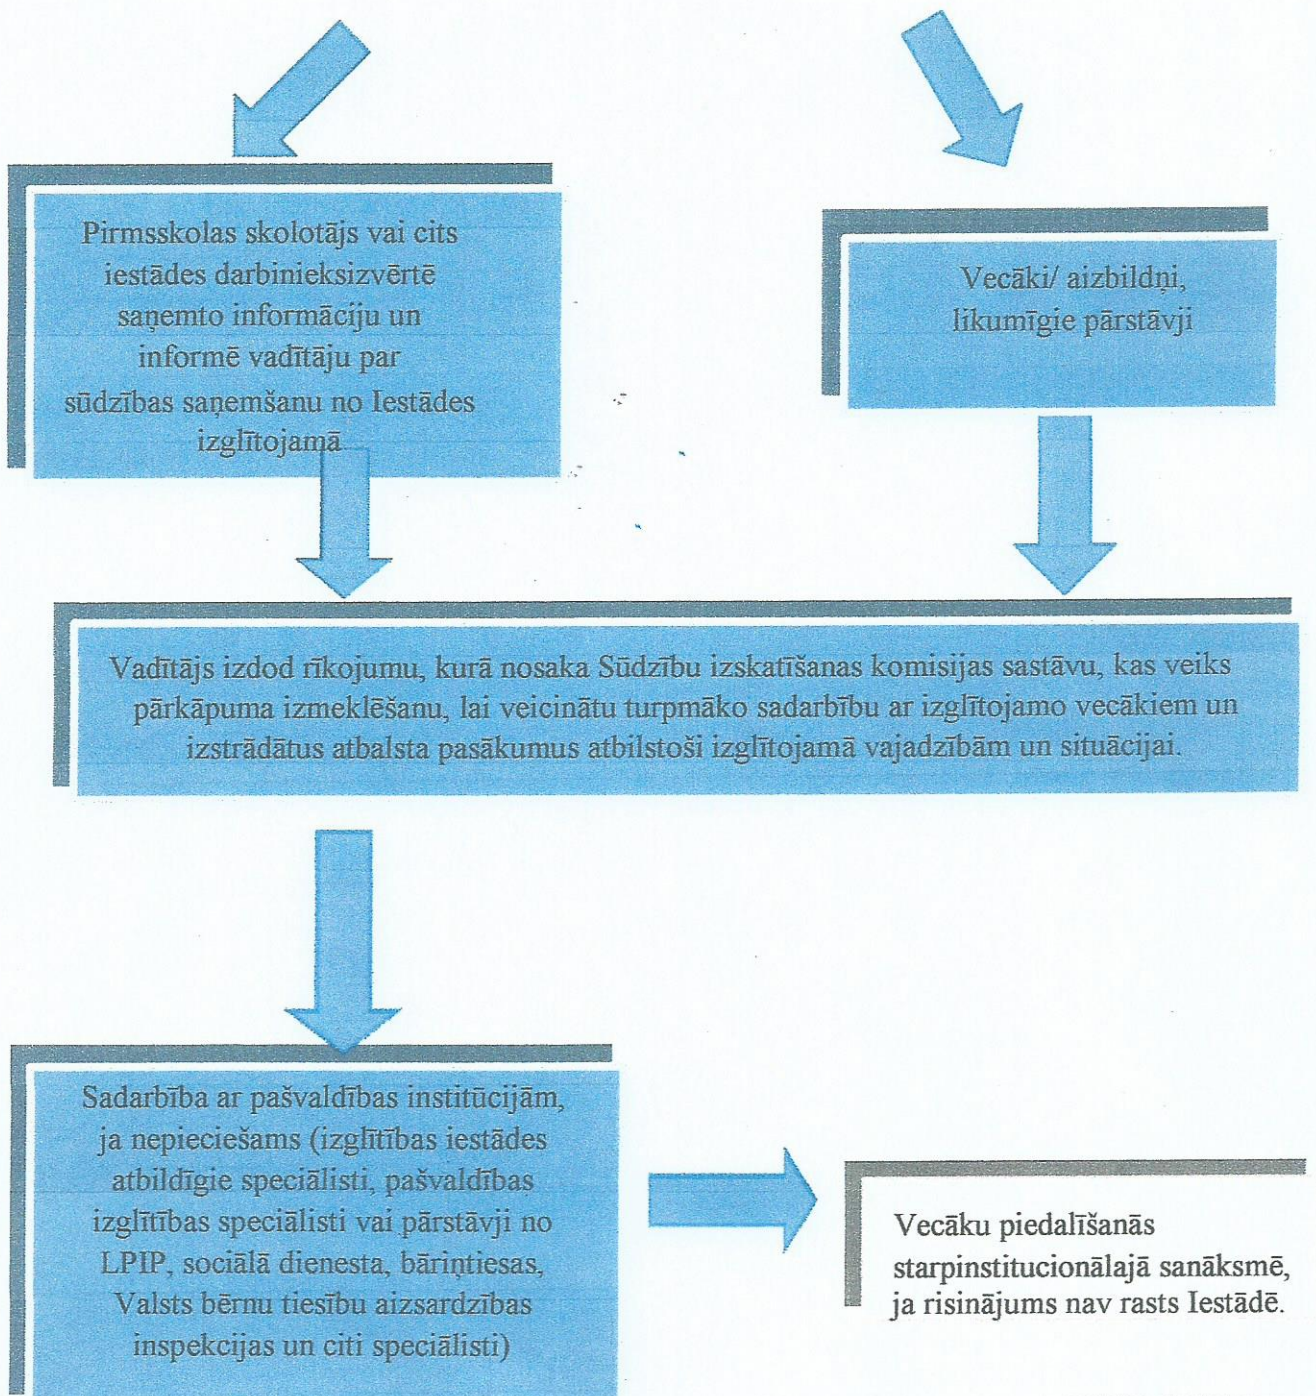 Pirmsskolas skolotājs vai cits
iestādes darbinieksizvērtē
saņemto informāciju un
informē vadītāju par
sūdzības saņemšanu no Iestādes
izglītojamā
Vecāki/ aizbildņi,
likumīgie pārstāvji
Vadītājs izdod rīkojumu, kurā nosaka Sūdzību izskatīšanas komisijas sastāvu, kas veiks
pārkāpuma izmeklēšanu, lai veicinātu turpmāko sadarbību ar izglītojamo vecākiem un
izstrādātus atbalsta pasākumus atbilstoši izglītojamā vajadzībām un situācijai.
Sadarbība ar pašvaldības institūcijām,
ja nepieciešams (izglītības iestādes
atbildīgie speciālisti, pašvaldības
izglītības speciālisti vai pārstāvji no
LPIP, sociālā dienesta, bāriņtiesas,
Valsts bērnu tiesību aizsardzības
inspekcijas un citi speciālisti)
Vecāku piedalīšanās
starpinstitucionālajā sanāksmē,
ja risinājums nav rasts Iestādē.